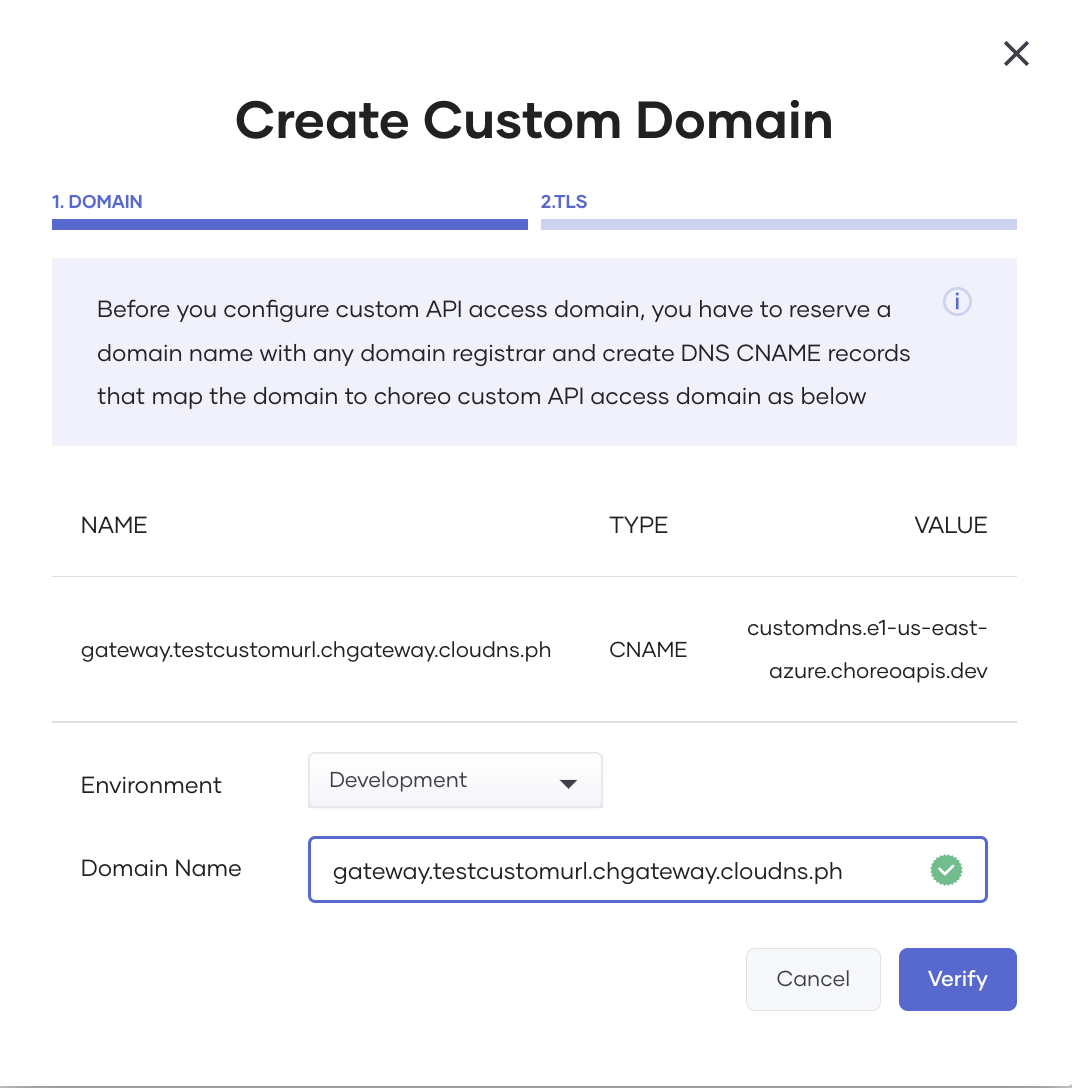 Create Custom Domain
1. DOMAIN
2.TLS
Before you configure custom API access domain, you have to reserve a
domain name with any domain registrar and create DNS CNAME records
that map the domain to choreo custom API access domain as below
NAME TYPE VALUE
gateway.testcustomurl.chgateway.cloudns.ph CNAME customdns.e1-us-east-
azure.choreoapis.dev
Environment Development
Domain Name gateway.testcustomurl.chgateway.cloudns.ph
Cancel Verify